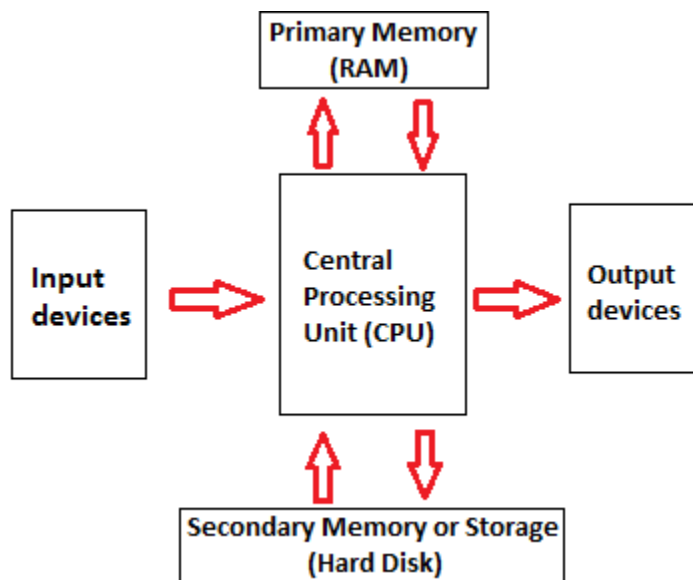 Primary Memory
(RAM)
Input
devices
Central
Processing
Unit (CPU)
Output
devices
Secondary Memory or Storage
(Hard Disk)